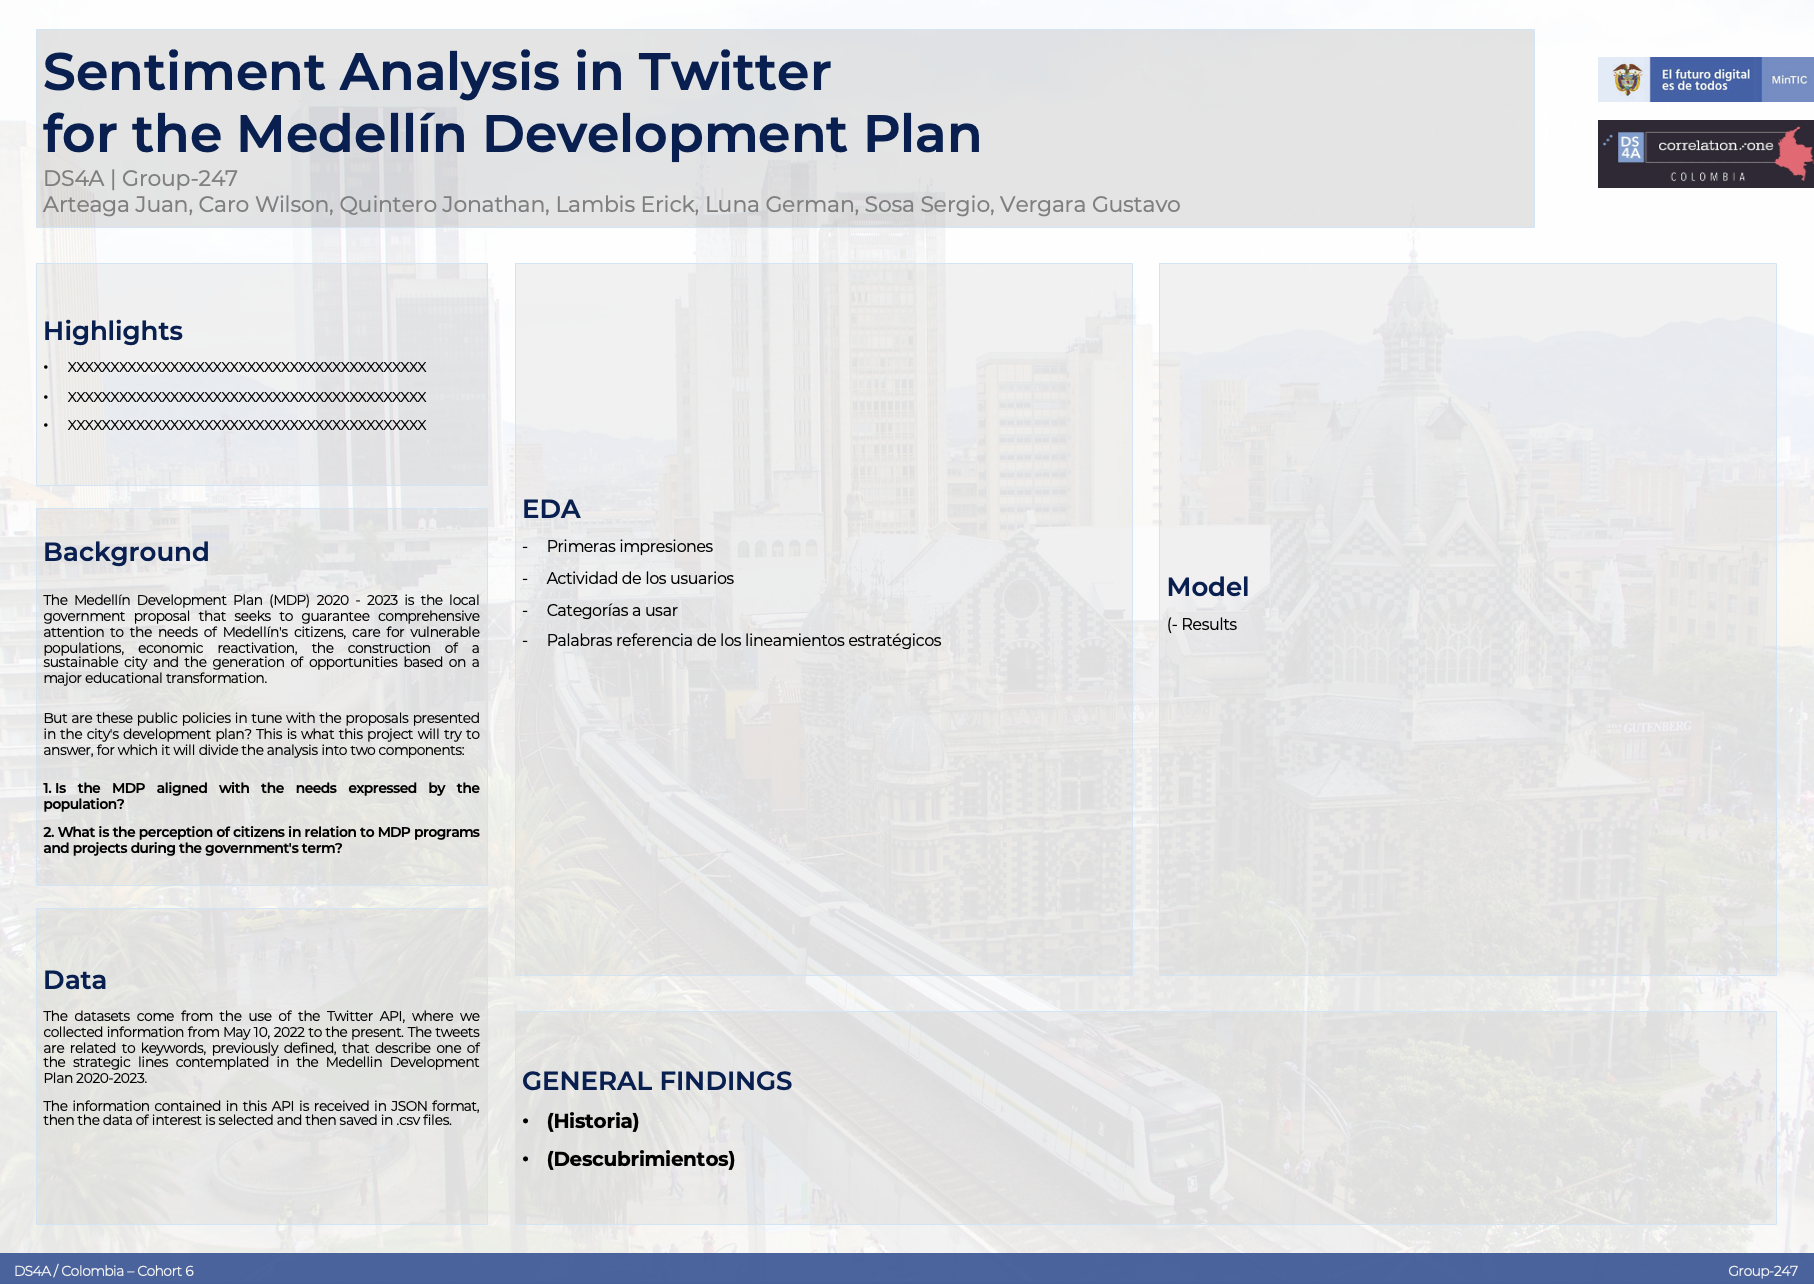 Sentiment Analysis in Twitter
for the Medellín Development Plan
DS4A | Group-247
Arteaga Juan, Caro Wilson, Quintero Jonathan, Lambis Erick, Luna German, Sosa Sergio, Vergara Gustavo
El futuro digital
es de todos
MinTIC
DS
4A
correlation.one
COLOMBIA
Highlights
• XXXXXXXXXXXXXXXXXXXXXXXXXXXXXXXXXXXXXXXXXX
• XXXXXXXXXXXXXXXXXXXXXXXXXXXXXXXXXXXXXXXXXX
• XXXXXXXXXXXXXXXXXXXXXXXXXXXXXXXXXXXXXXXXXX
Background
The Medellín Development Plan (MDP) 2020 - 2023 is the local
government proposal that seeks to guarantee comprehensive
attention to the needs of Medellín's citizens, care for vulnerable
populations, economic reactivation, the construction of a
sustainable city and the generation of opportunities based on a
major educational transformation.
But are these public policies in tune with the proposals presented
in the city's development plan? This is what this project will try to
answer, for which it will divide the analysis into two components:
1. Is the MDP aligned with the needs expressed by the
population?
2. What is the perception of citizens in relation to MDP programs
and projects during the government's term?
Data
The datasets come from the use of the Twitter API, where we
collected information from May 10, 2022 to the present. The tweets
are related to keywords, previously defined, that describe one of
the strategic lines contemplated in the Medellin Development
Plan 2020-2023.
The information contained in this API is received in JSON format,
then the data of interest is selected and then saved in .csv files.
EDA
- Primeras impresiones
- Actividad de los usuarios
- Categorías a usar
- Palabras referencia de los lineamientos estratégicos
Model
(- Results
GUTENBERG
GENERAL FINDINGS
• (Historia)
• (Descubrimientos)
DS4A / Colombia – Cohort 6
Group-247